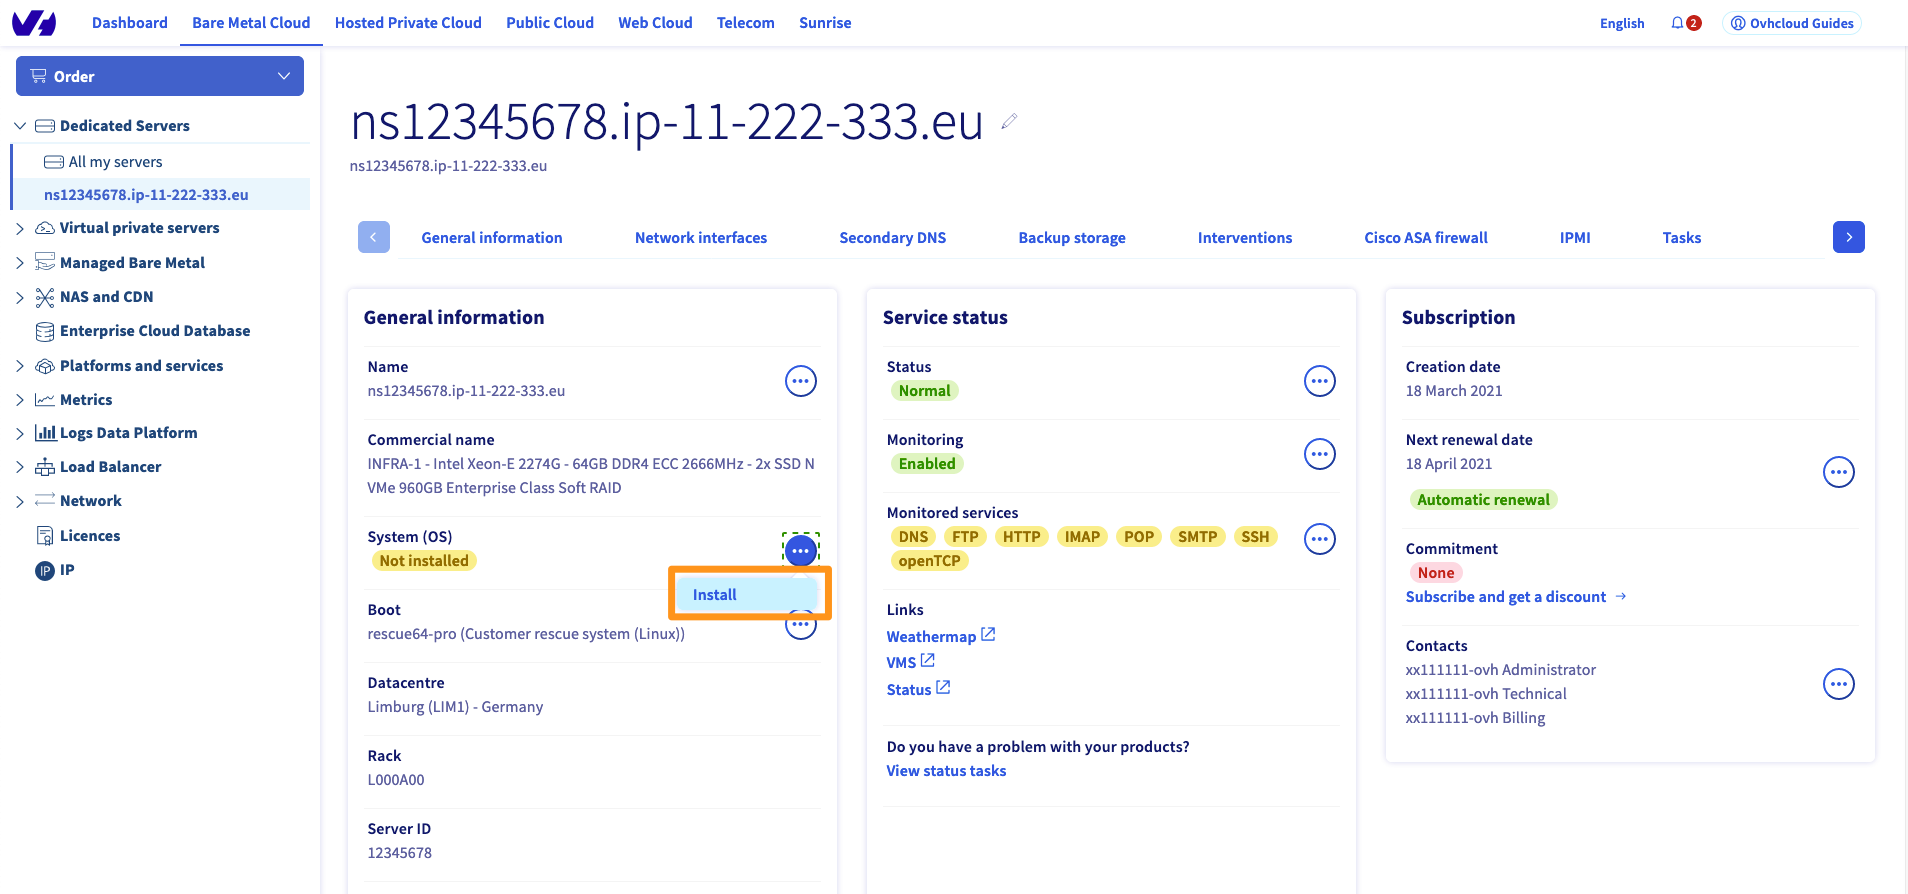 Dashboard
Bare Metal Cloud
Hosted Private Cloud
Public Cloud
Web Cloud
Telecom
Sunrise
English
2
Ovhcloud Guides
Order
Dedicated Servers
All my servers
ns12345678.ip-11-222-333.eu
Virtual private servers
Managed Bare Metal
NAS and CDN
Enterprise Cloud Database
Platforms and services
Metrics
Logs Data Platform
Load Balancer
Network
Licences
IP IP
ns12345678.ip-11-222-333.eu
ns12345678.ip-11-222-333.eu
General information
Network interfaces
Secondary DNS
Backup storage
Interventions
Cisco ASA firewall
IPMI
Tasks
General information
Name
ns12345678.ip-11-222-333.eu
Commercial name
INFRA-1 - Intel Xeon-E 2274G - 64GB DDR4 ECC 2666MHz - 2x SSD N
VMe 960GB Enterprise Class Soft RAID
System (OS)
Not installed
Install
Boot
rescue64-pro (Customer rescue system (Linux))
Datacentre
Limburg (LIM1) - Germany
Rack
L000A00
Server ID
12345678
Service status
Status
Normal
Monitoring
Enabled
Monitored services
DNS FTP HTTP IMAP POP SMTP SSH
openTCP
Links
Weathermap
VMS
Status
Do you have a problem with your products?
View status tasks
Subscription
Creation date
18 March 2021
Next renewal date
18 April 2021
Automatic renewal
Commitment
None
Subscribe and get a discount →
Contacts
xx111111-ovh Administrator
xx111111-ovh Technical
xx111111-ovh Billing